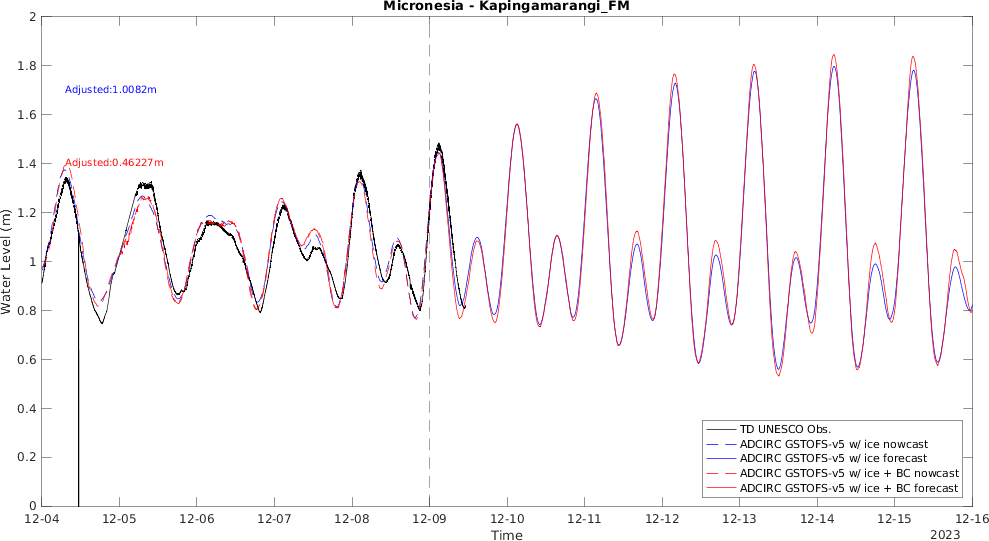 Micronesia - Kapingamarangi_FM
2
1.8
1.6
1.4
1.2
1
0.8
0.6
0.4
0.2
0
Water Level (m)
Adjusted:1.0082m
Adjusted:0.46227m
TD UNESCO Obs.
ADCIRC GSTOFS-v5 w/ ice nowcast
ADCIRC GSTOFS-v5 w/ ice forecast
ADCIRC GSTOFS-v5 w/ ice + BC nowcast
ADCIRC GSTOFS-v5 w/ ice + BC forecast
12-04 12-05 12-06 12-07 12-08 12-09 12-10 12-11 12-12 12-13 12-14 12-15 12-16
Time
2023